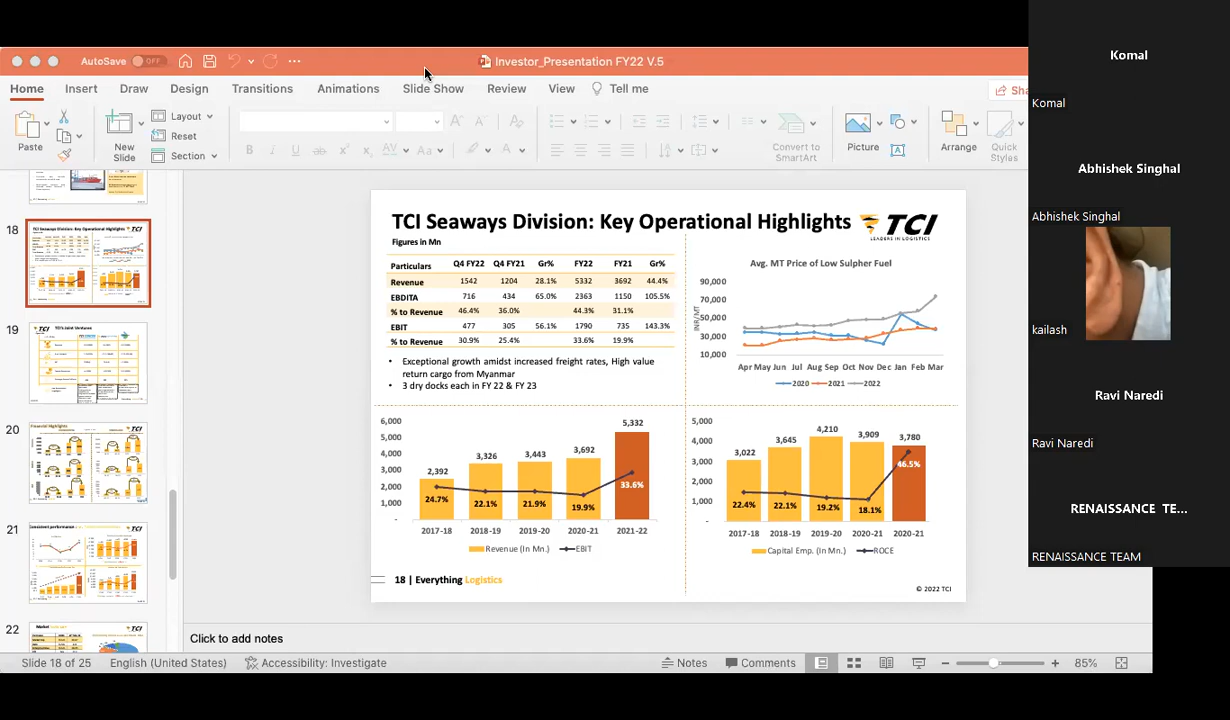 AutoSave OFF
Investor_Presentation FY22 V.5
Home Insert Draw Design Transitions Animations Slide Show Review View Tell me
Sha
Paste
New
Slide
Layout
Reset
Section
Convert to
SmartArt
Picture
Arrange
Quick
Styles
18
19
20
21
22
TCI Seaways Division: Key Operational Highlights
TCI
LEADERS IN LOGISTICS
Figures in Mn
Particulars Q4 FY22 Q4 FY21 Gr% FY22 FY21 Gr%
Revenue 1542 1204 28.1% 5332 3692 44.4%
EBDITA 716 434 65.0% 2363 1150 105.5%
% to Revenue 46.4% 36.0% 44.3% 31.1%
EBIT 477 305 56.1% 1790 735 143.3%
% to Revenue 30.9% 25.4% 33.6% 19.9%
• Exceptional growth amidst increased freight rates, High value
return cargo from Myanmar
• 3 dry docks each in FY 22 & FY 23
Avg. MT Price of Low Sulpher Fuel
INR/MT
90,000
70,000
50,000
30,000
10,000
Apr May Jun Jul Aug Sep Oct Nov Dec Jan Feb Mar
2020 2021 2022
6,000
5,000
4,000
3,000
2,000
1,000
-
2,392 3,326 3,443 3,692 5,332
24.7% 22.1% 21.9% 19.9% 33.6%
2017-18 2018-19 2019-20 2020-21 2021-22
Revenue (In Mn.) EBIT
5,000
4,000
3,000
2,000
1,000
-
3,022 3,645 4,210 3,909 3,780
22.4% 22.1% 19.2% 18.1% 46.5%
2017-18 2018-19 2019-20 2020-21 2020-21
Capital Emp. (In Mn.) ROCE
18 | Everything Logistics
© 2022 TCI
Click to add notes
Slide 18 of 25 English (United States) Accessibility: Investigate Notes Comments 85%
Komal
Komal
Abhishek Singhal
Abhishek Singhal
kailash
Ravi Naredi
Ravi Naredi
RENAISSANCE TE...
RENAISSANCE TEAM